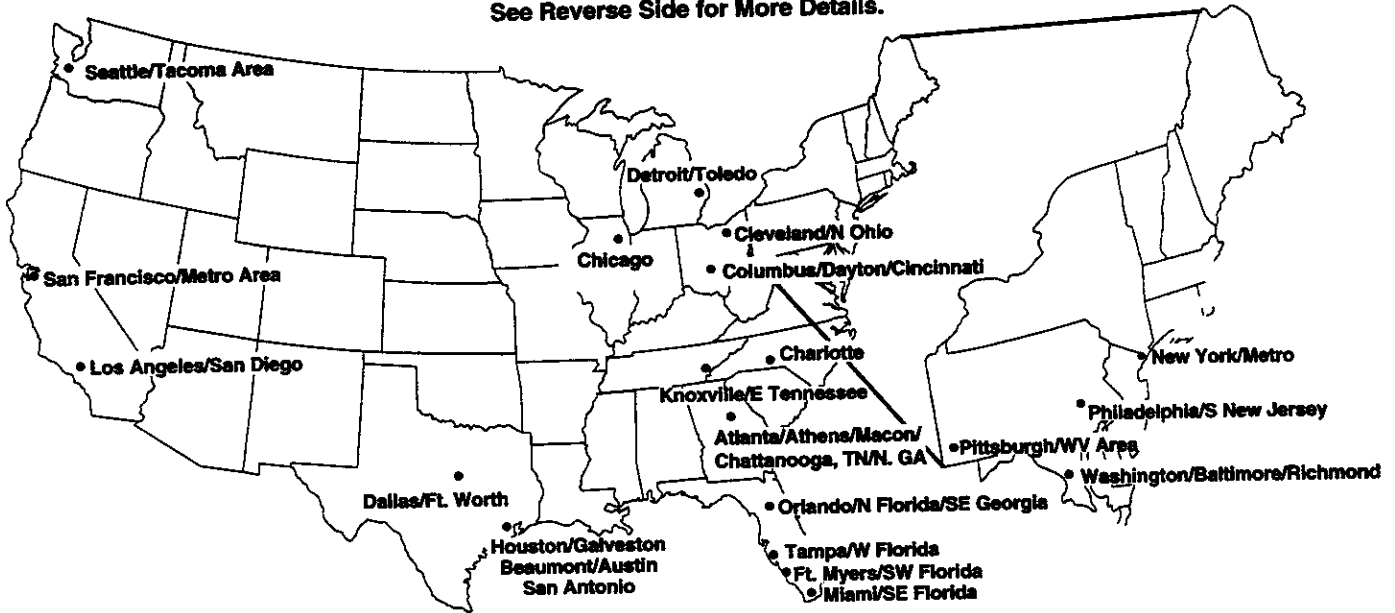 See Reverse Side for More Details.
Seattle/Tacoma Area
Detroit/Toledo
Cleveland/N Ohio
Chicago
Columbus/Dayton/Cincinnati
San Francisco/Metro Area
Los Angeles/San Diego
Charlotte
New York/Metro
Knoxville/E Tennessee
Philadelphia/S New Jersey
Atlanta/Athens/Macon/
Chattanooga, TN/N. GA
Pittsburgh/WV Area
Washington/Baltimore/Richmond
Dallas/Ft. Worth
Orlando/N Florida/SE Georgia
Houston/Galveston
Beaumont/Austin
San Antonio
Tampa/W Florida
Ft. Myers/SW Florida
Miami/SE Florida